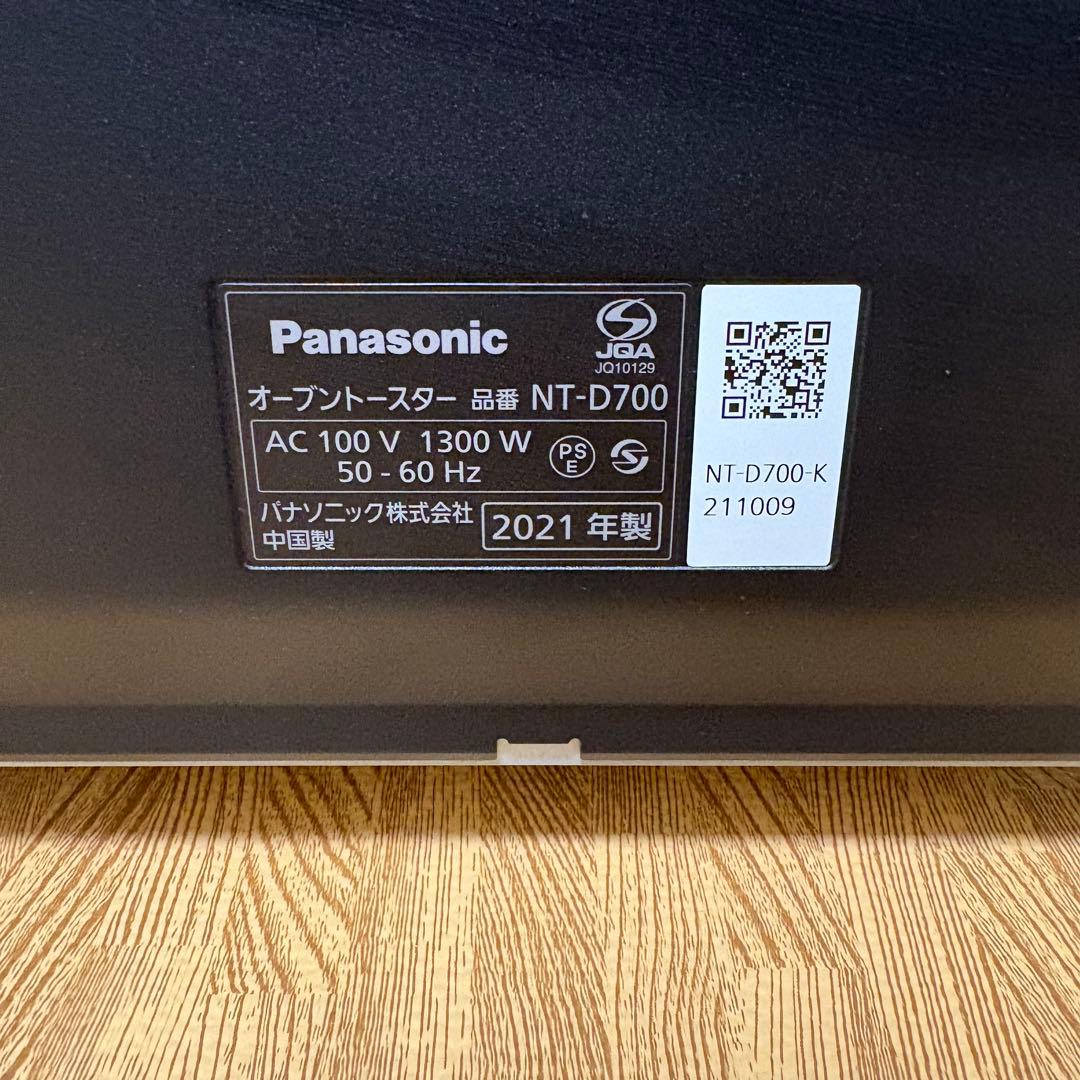 Panasonic
JQA
JQ10129
オーブントースター 品番 NT-D700
AC 100 V 1300 W
50 - 60 Hz
PS
E
パナソニック株式会社
中国製
2021 年製
NT-D700-K
211009